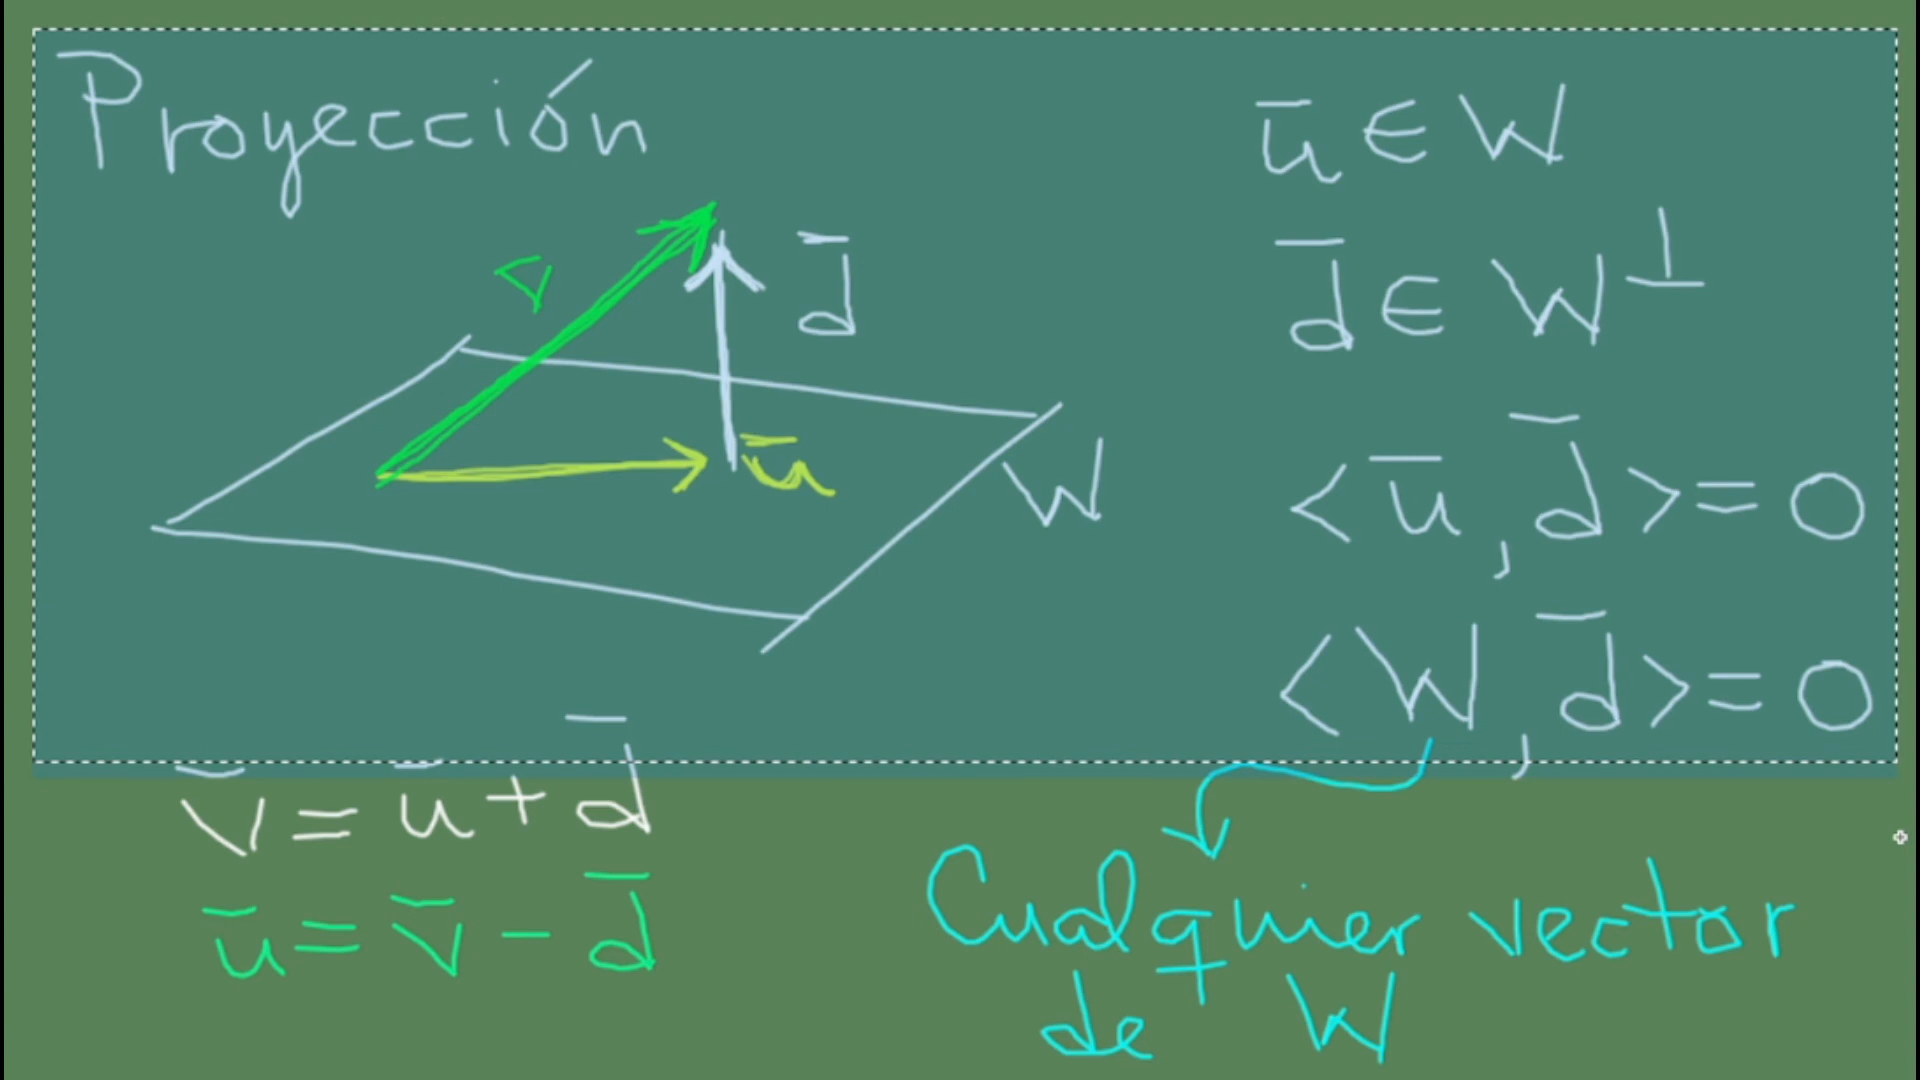 Proyección
v̄
d̄
ū
W
ū ∈ W
d̄ ∈ W⊥
<ū, d̄> = 0
<W, d̄> = 0
v̄ = ū + d̄
ū = v̄ - d̄
Cualquier vector
de W